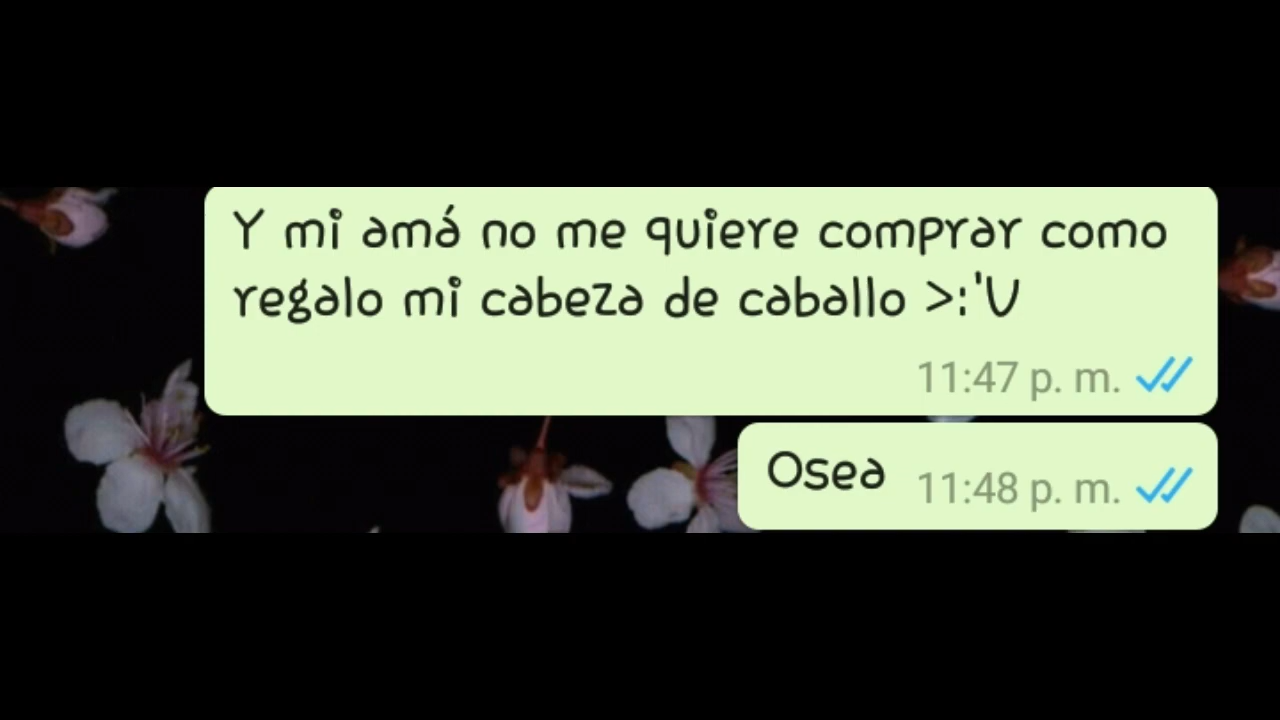 Y mi amá no me quiere comprar como
regalo mi cabeza de caballo >:'V
11:47 p. m.
Osea 11:48 p. m.